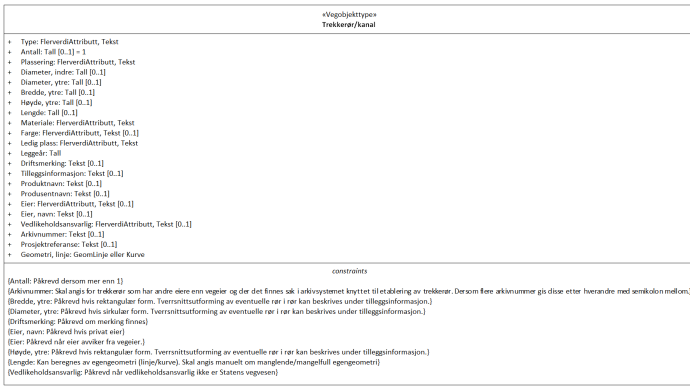 «Vegobjekttype»
Trekkerør/kanal
+ Type: FlerverdiAttributt, Tekst
+ Antall: Tall [0..1] = 1
+ Plassering: FlerverdiAttributt, Tekst
+ Diameter, indre: Tall [0..1]
+ Diameter, ytre: Tall [0..1]
+ Bredde, ytre: Tall [0..1]
+ Høyde, ytre: Tall [0..1]
+ Lengde: Tall [0..1]
+ Materiale: FlerverdiAttributt, Tekst
+ Farge: FlerverdiAttributt, Tekst [0..1]
+ Ledig plass: FlerverdiAttributt, Tekst
+ Leggeår: Tall
+ Driftsmerking: Tekst [0..1]
+ Tilleggsinformasjon: Tekst [0..1]
+ Produktnavn: Tekst [0..1]
+ Produsentnavn: Tekst [0..1]
+ Eier: FlerverdiAttributt, Tekst [0..1]
+ Eier, navn: Tekst [0..1]
+ Vedlikeholdsansvarlig: FlerverdiAttributt, Tekst [0..1]
+ Arkivnummer: Tekst [0..1]
+ Prosjektreferanse: Tekst [0..1]
+ Geometri, linje: GeomLinje eller Kurve
constraints
{Antall: Påkrevd dersom mer enn 1}
{Arkivnummer: Skal angis for trekkerør som har andre eiere enn vegeier og der det finnes sak i arkivsystemet knyttet til etablering av trekkerør. Dersom flere arkivnummer gis disse etter hverandre med semikolon mellom.}
{Bredde, ytre: Påkrevd hvis rektangulær form. Tverrsnittsutforming av eventuelle rør i rør kan beskrives under tilleggsinformasjon.}
{Diameter, ytre: Påkrevd hvis sirkulær form. Tverrsnittsutforming av eventuelle rør i rør kan beskrives under tilleggsinformasjon.}
{Driftsmerking: Påkrevd om merking finnes}
{Eier, navn: Påkrevd hvis privat eier}
{Eier: Påkrevd når eier avviker fra vegeier.}
{Høyde, ytre: Påkrevd hvis rektangulær form. Tverrsnittsutforming av eventuelle rør i rør kan beskrives under tilleggsinformasjon.}
{Lengde: Kan beregnes av egengeometri (linje/kurve). Skal angis manuelt om manglende/mangelfull egengeometri}
{Vedlikeholdsansvarlig: Påkrevd når vedlikeholdsansvarlig ikke er Statens vegvesen}